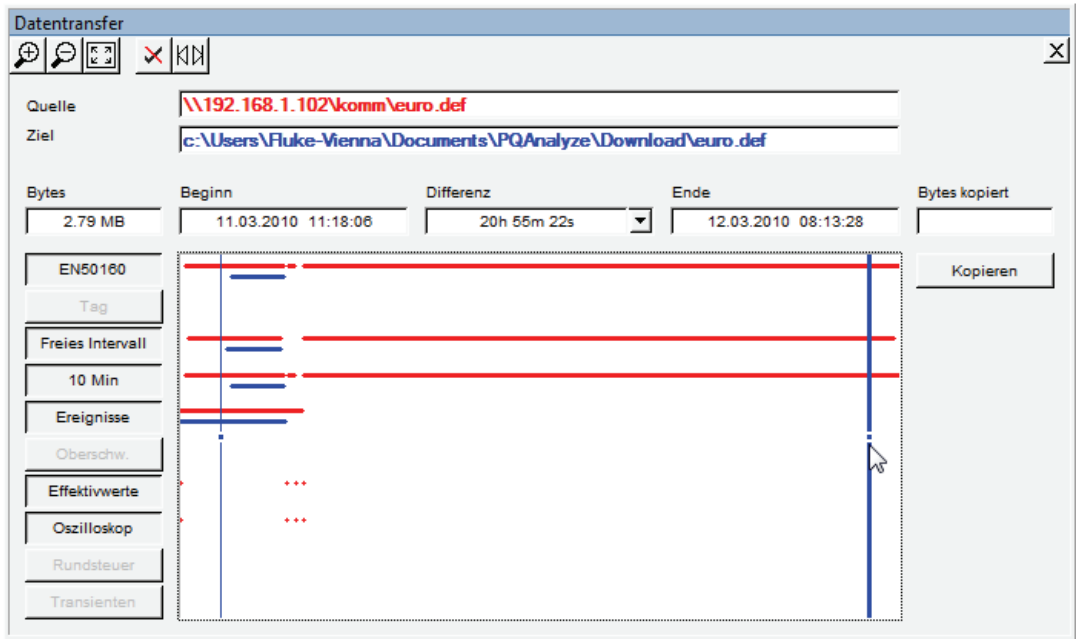 Datentransfer
Quelle
\\192.168.1.102\komm\euro.def
Ziel
c:\Users\Fluke-Vienna\Documents\PQAnalyze\Download\euro.def
Bytes Beginn Differenz Ende Bytes kopiert
2.79 MB 11.03.2010 11:18:06 20h 55m 22s 12.03.2010 08:13:28
EN50160 Kopieren
Tag
Freies Intervall
10 Min
Ereignisse
Oberschw.
Effektivwerte
Oszilloskop
Rundsteuer
Transienten